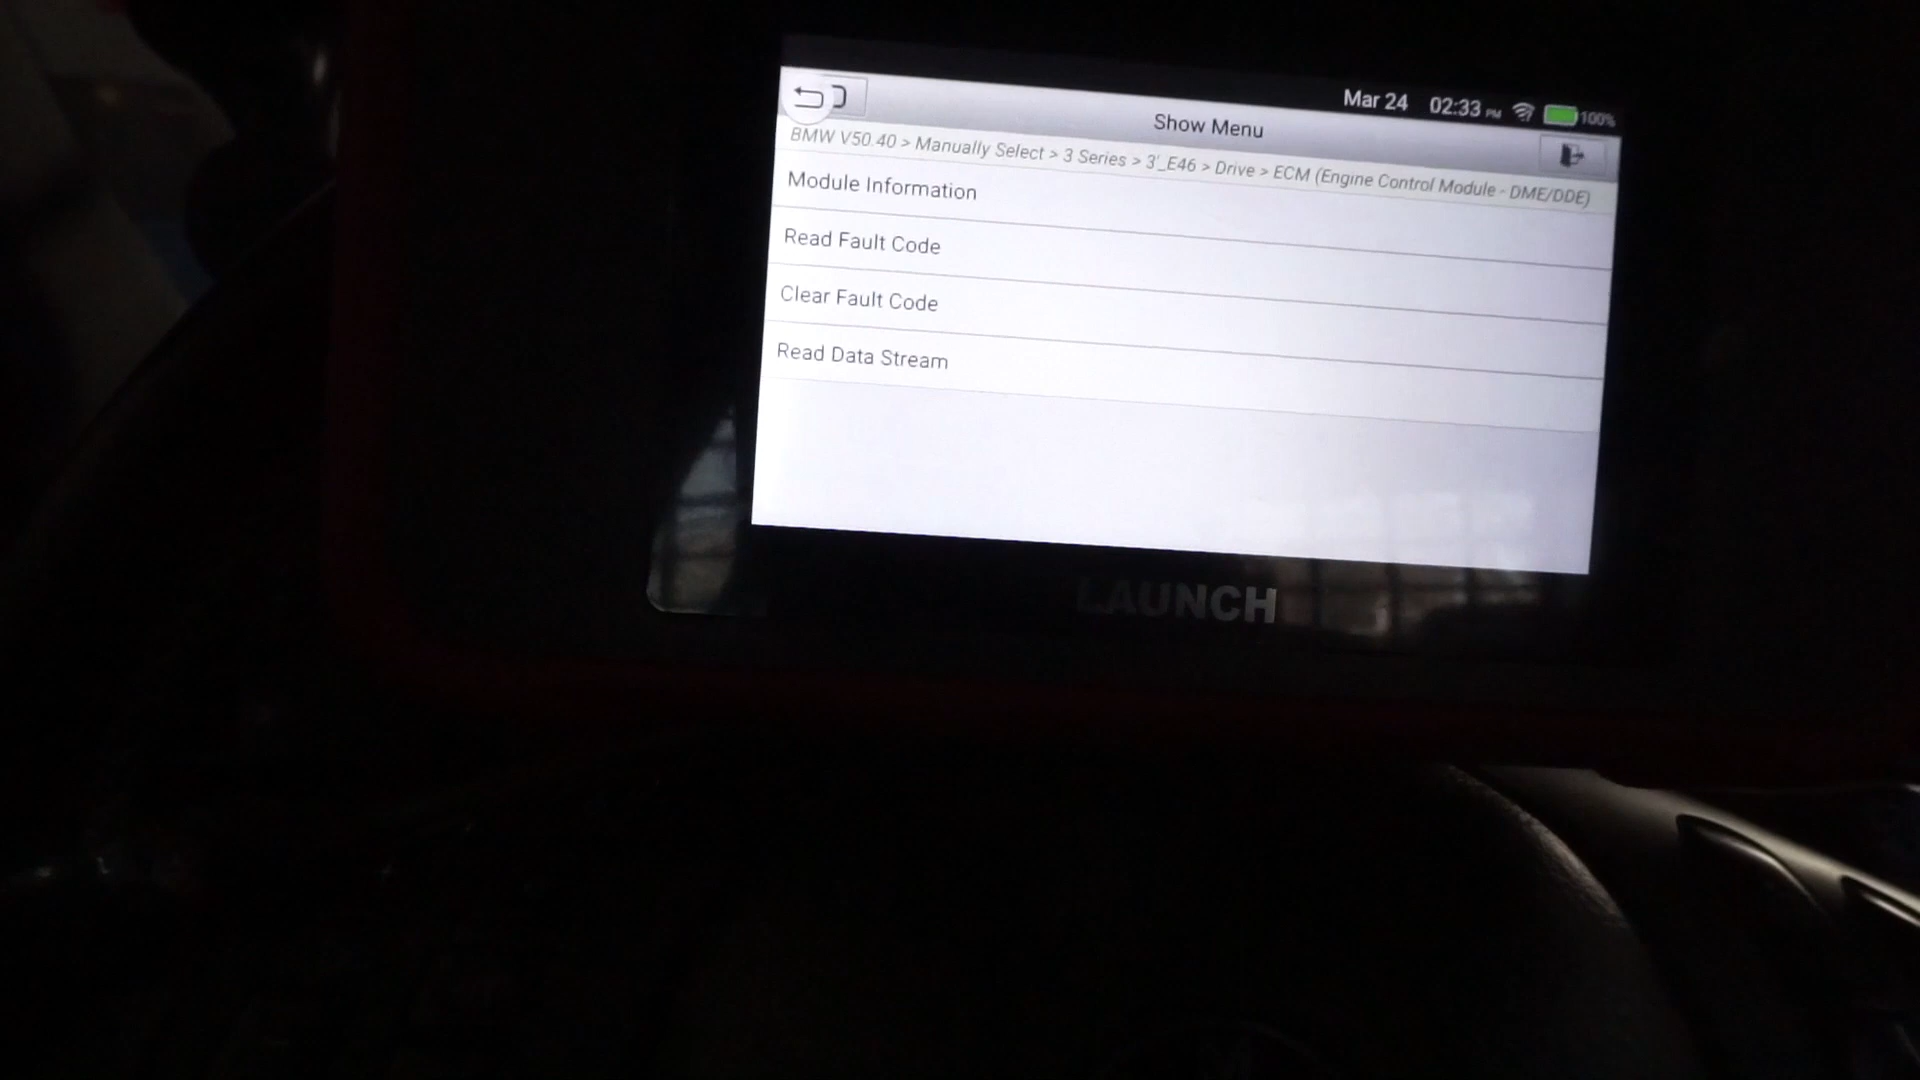 Mar 24 02:33 PM 100%
Show Menu
BMW V50.40 > Manually Select > 3 Series > 3'_E46 > Drive > ECM (Engine Control Module - DME/DDE)
Module Information
Read Fault Code
Clear Fault Code
Read Data Stream
LAUNCH